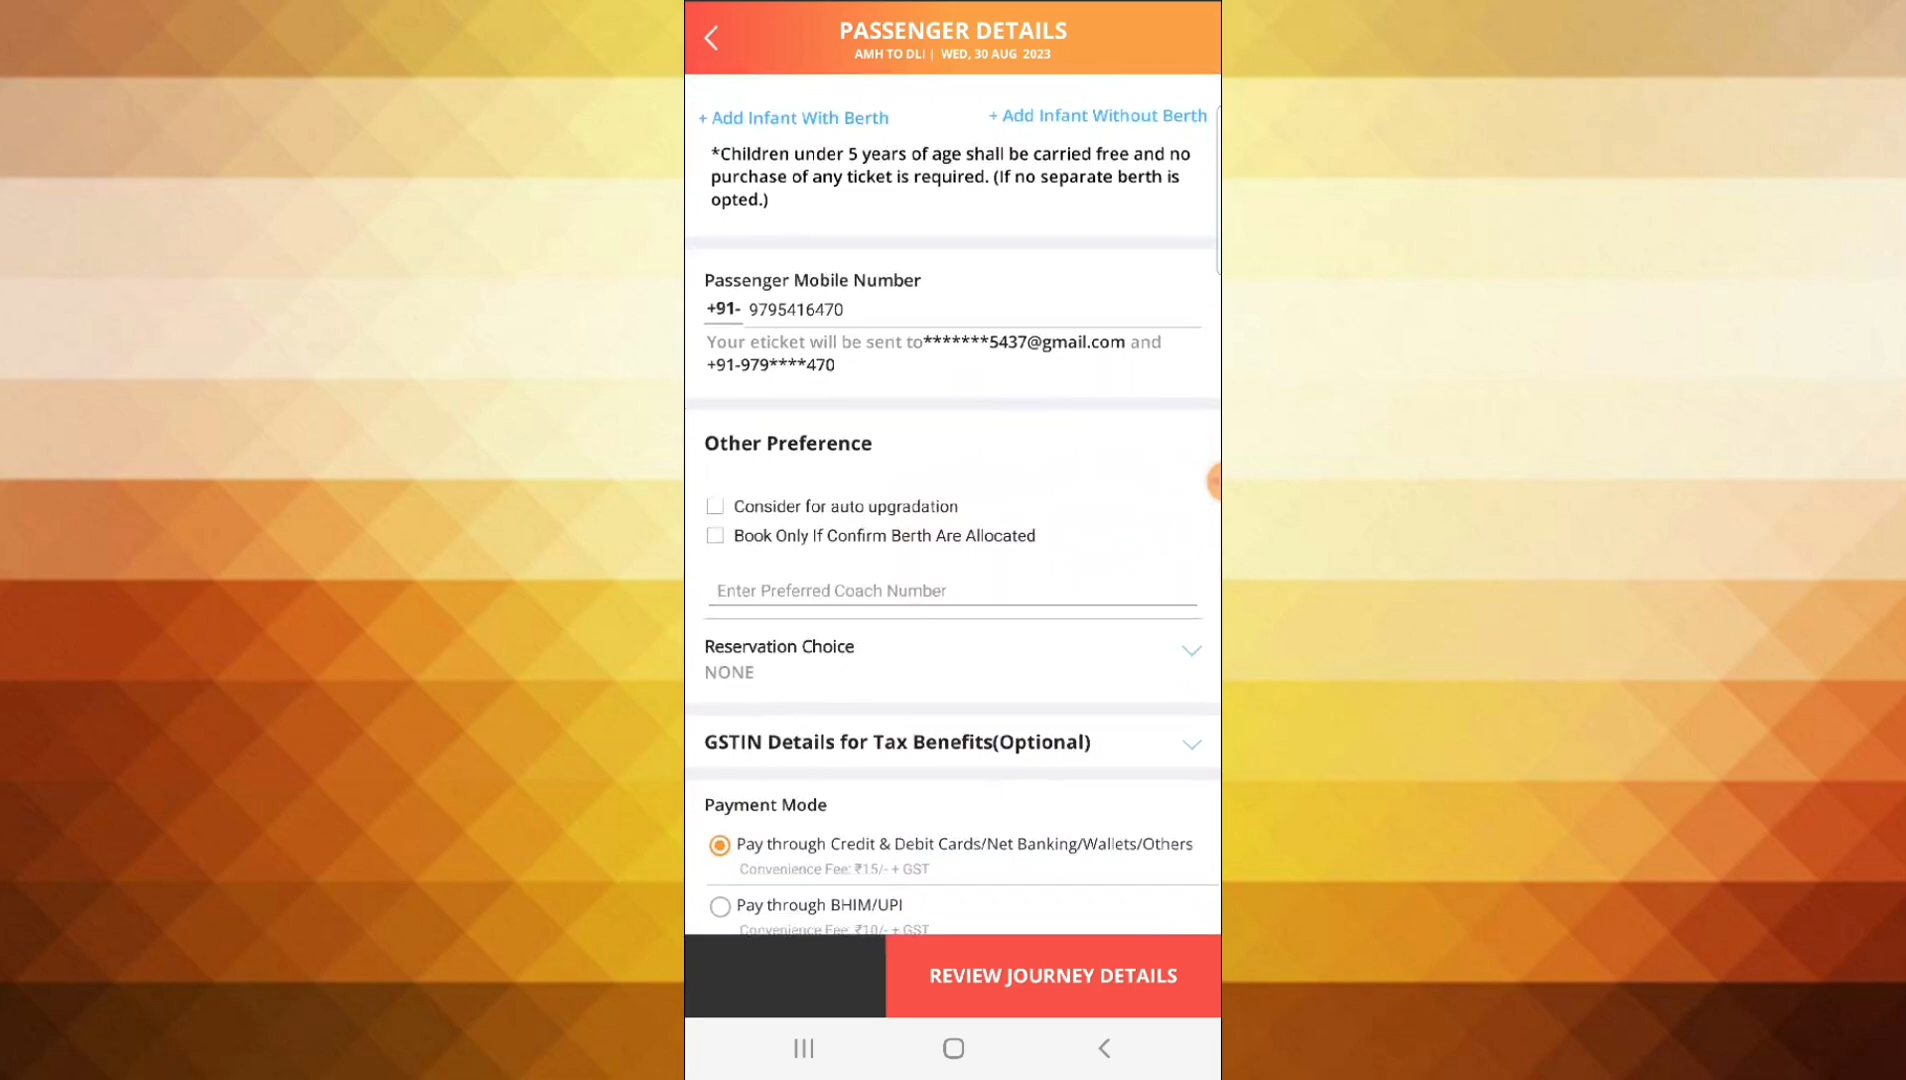 PASSENGER DETAILS
AMH TO DLI | WED, 30 AUG 2023
+ Add Infant With Berth
+ Add Infant Without Berth
*Children under 5 years of age shall be carried free and no
purchase of any ticket is required. (If no separate berth is
opted.)
Passenger Mobile Number
+91- 9795416470
Your eticket will be sent to*******5437@gmail.com and
+91-979****470
Other Preference
Consider for auto upgradation
Book Only If Confirm Berth Are Allocated
Enter Preferred Coach Number
Reservation Choice
NONE
GSTIN Details for Tax Benefits(Optional)
Payment Mode
Pay through Credit & Debit Cards/Net Banking/Wallets/Others
Convenience Fee: ₹15/- + GST
Pay through BHIM/UPI
Convenience Fee: ₹10/- + GST
REVIEW JOURNEY DETAILS